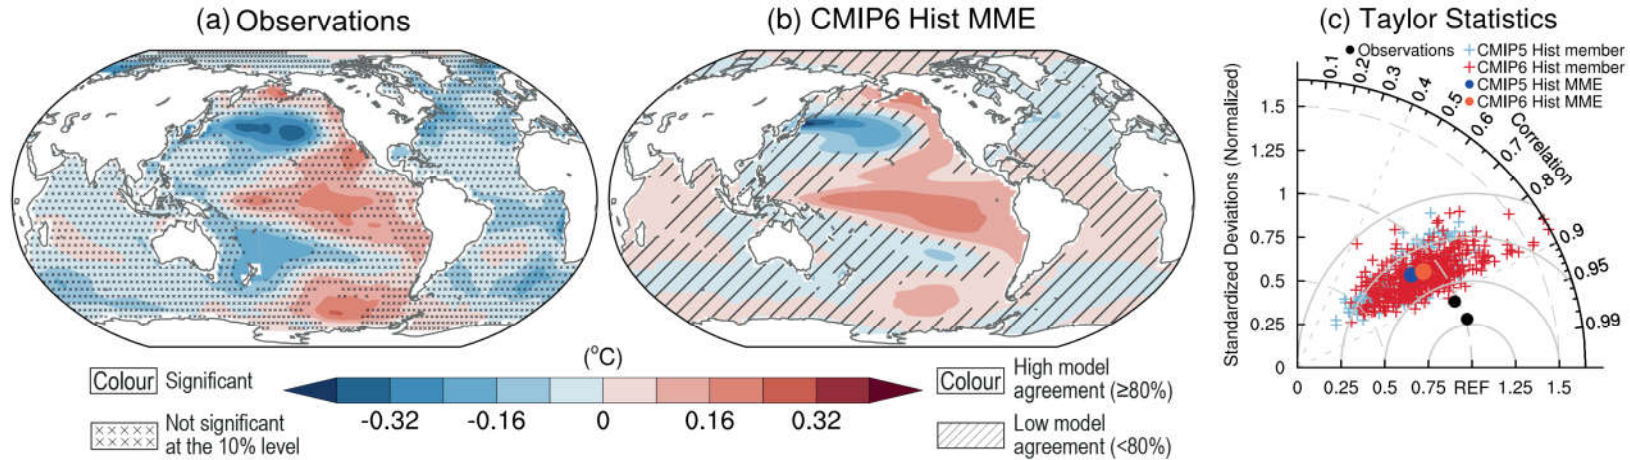 (a) Observations
(b) CMIP6 Hist MME
(c) Taylor Statistics
Observations
CMIP5 Hist member
CMIP6 Hist member
CMIP5 Hist MME
CMIP6 Hist MME
Standardized Deviations (Normalized)
1.5
1.25
1
0.75
0.5
0.25
0
0 0.25 0.5 0.75 REF 1.25 1.5
0.1 0.2 0.3 0.4 0.5 0.6 0.7 0.8 0.9 0.95 0.99
Correlation
(°C)
-0.32 -0.16 0 0.16 0.32
Colour Significant
Not significant
at the 10% level
Colour High model
agreement (≥80%)
Low model
agreement (<80%)